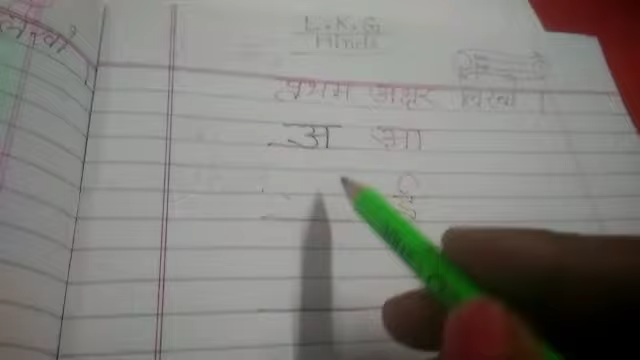 लिखो ?
L.K.G.
Hindi
प्रथम अक्षर लिखो ।
अ आ
ई